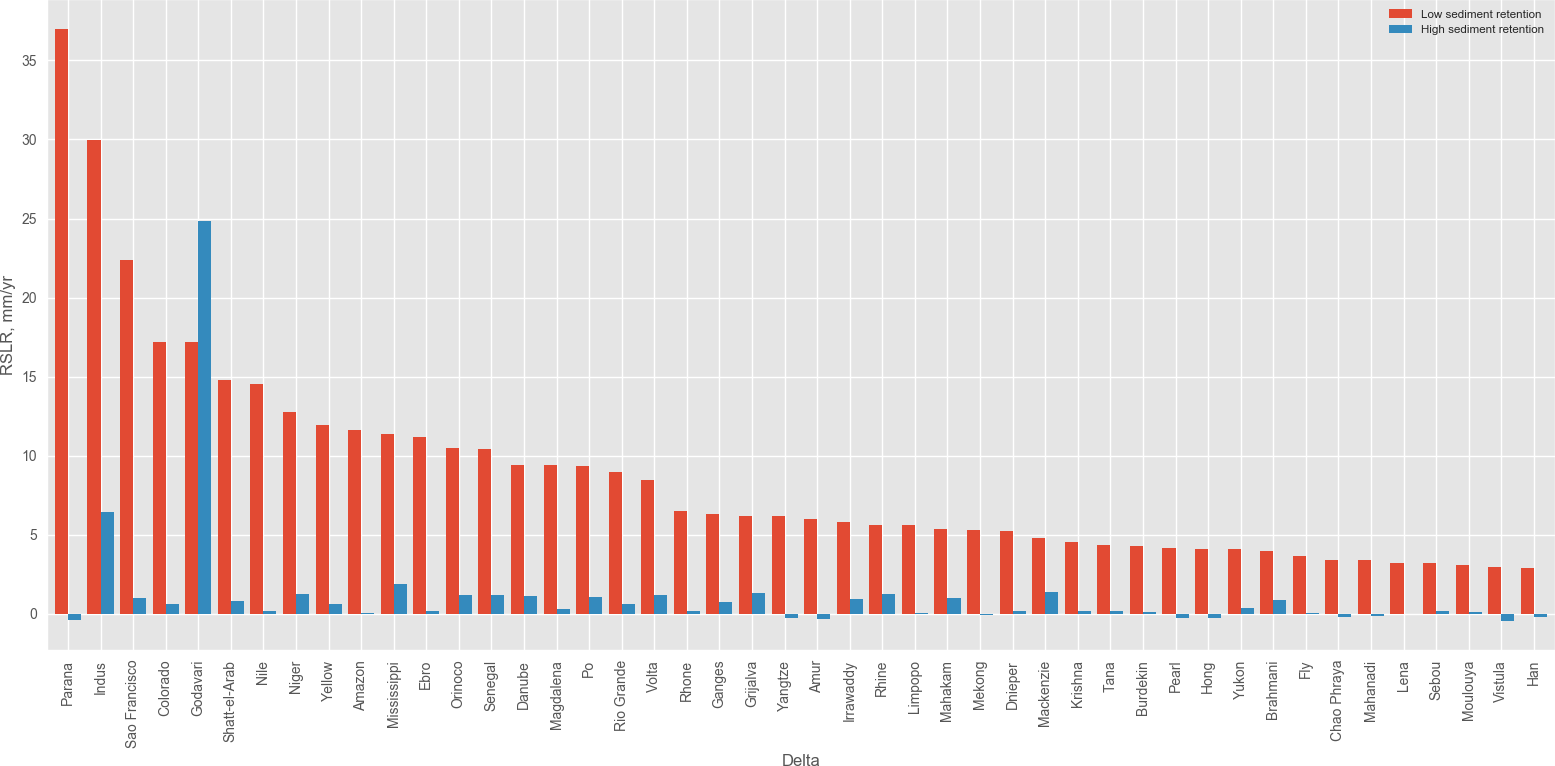 Low sediment retention
High sediment retention
RSLR, mm/yr
35
30
25
20
15
10
5
0
Parana
Indus
Sao Francisco
Colorado
Godavari
Shatt-el-Arab
Nile
Niger
Yellow
Amazon
Mississippi
Ebro
Orinoco
Senegal
Danube
Magdalena
Po
Rio Grande
Volta
Rhone
Ganges
Grijalva
Yangtze
Amur
Irrawaddy
Rhine
Limpopo
Mahakam
Mekong
Dnieper
Mackenzie
Krishna
Tana
Burdekin
Pearl
Hong
Yukon
Brahmani
Fly
Chao Phraya
Mahanadi
Lena
Sebou
Moulouya
Vistula
Han
Delta